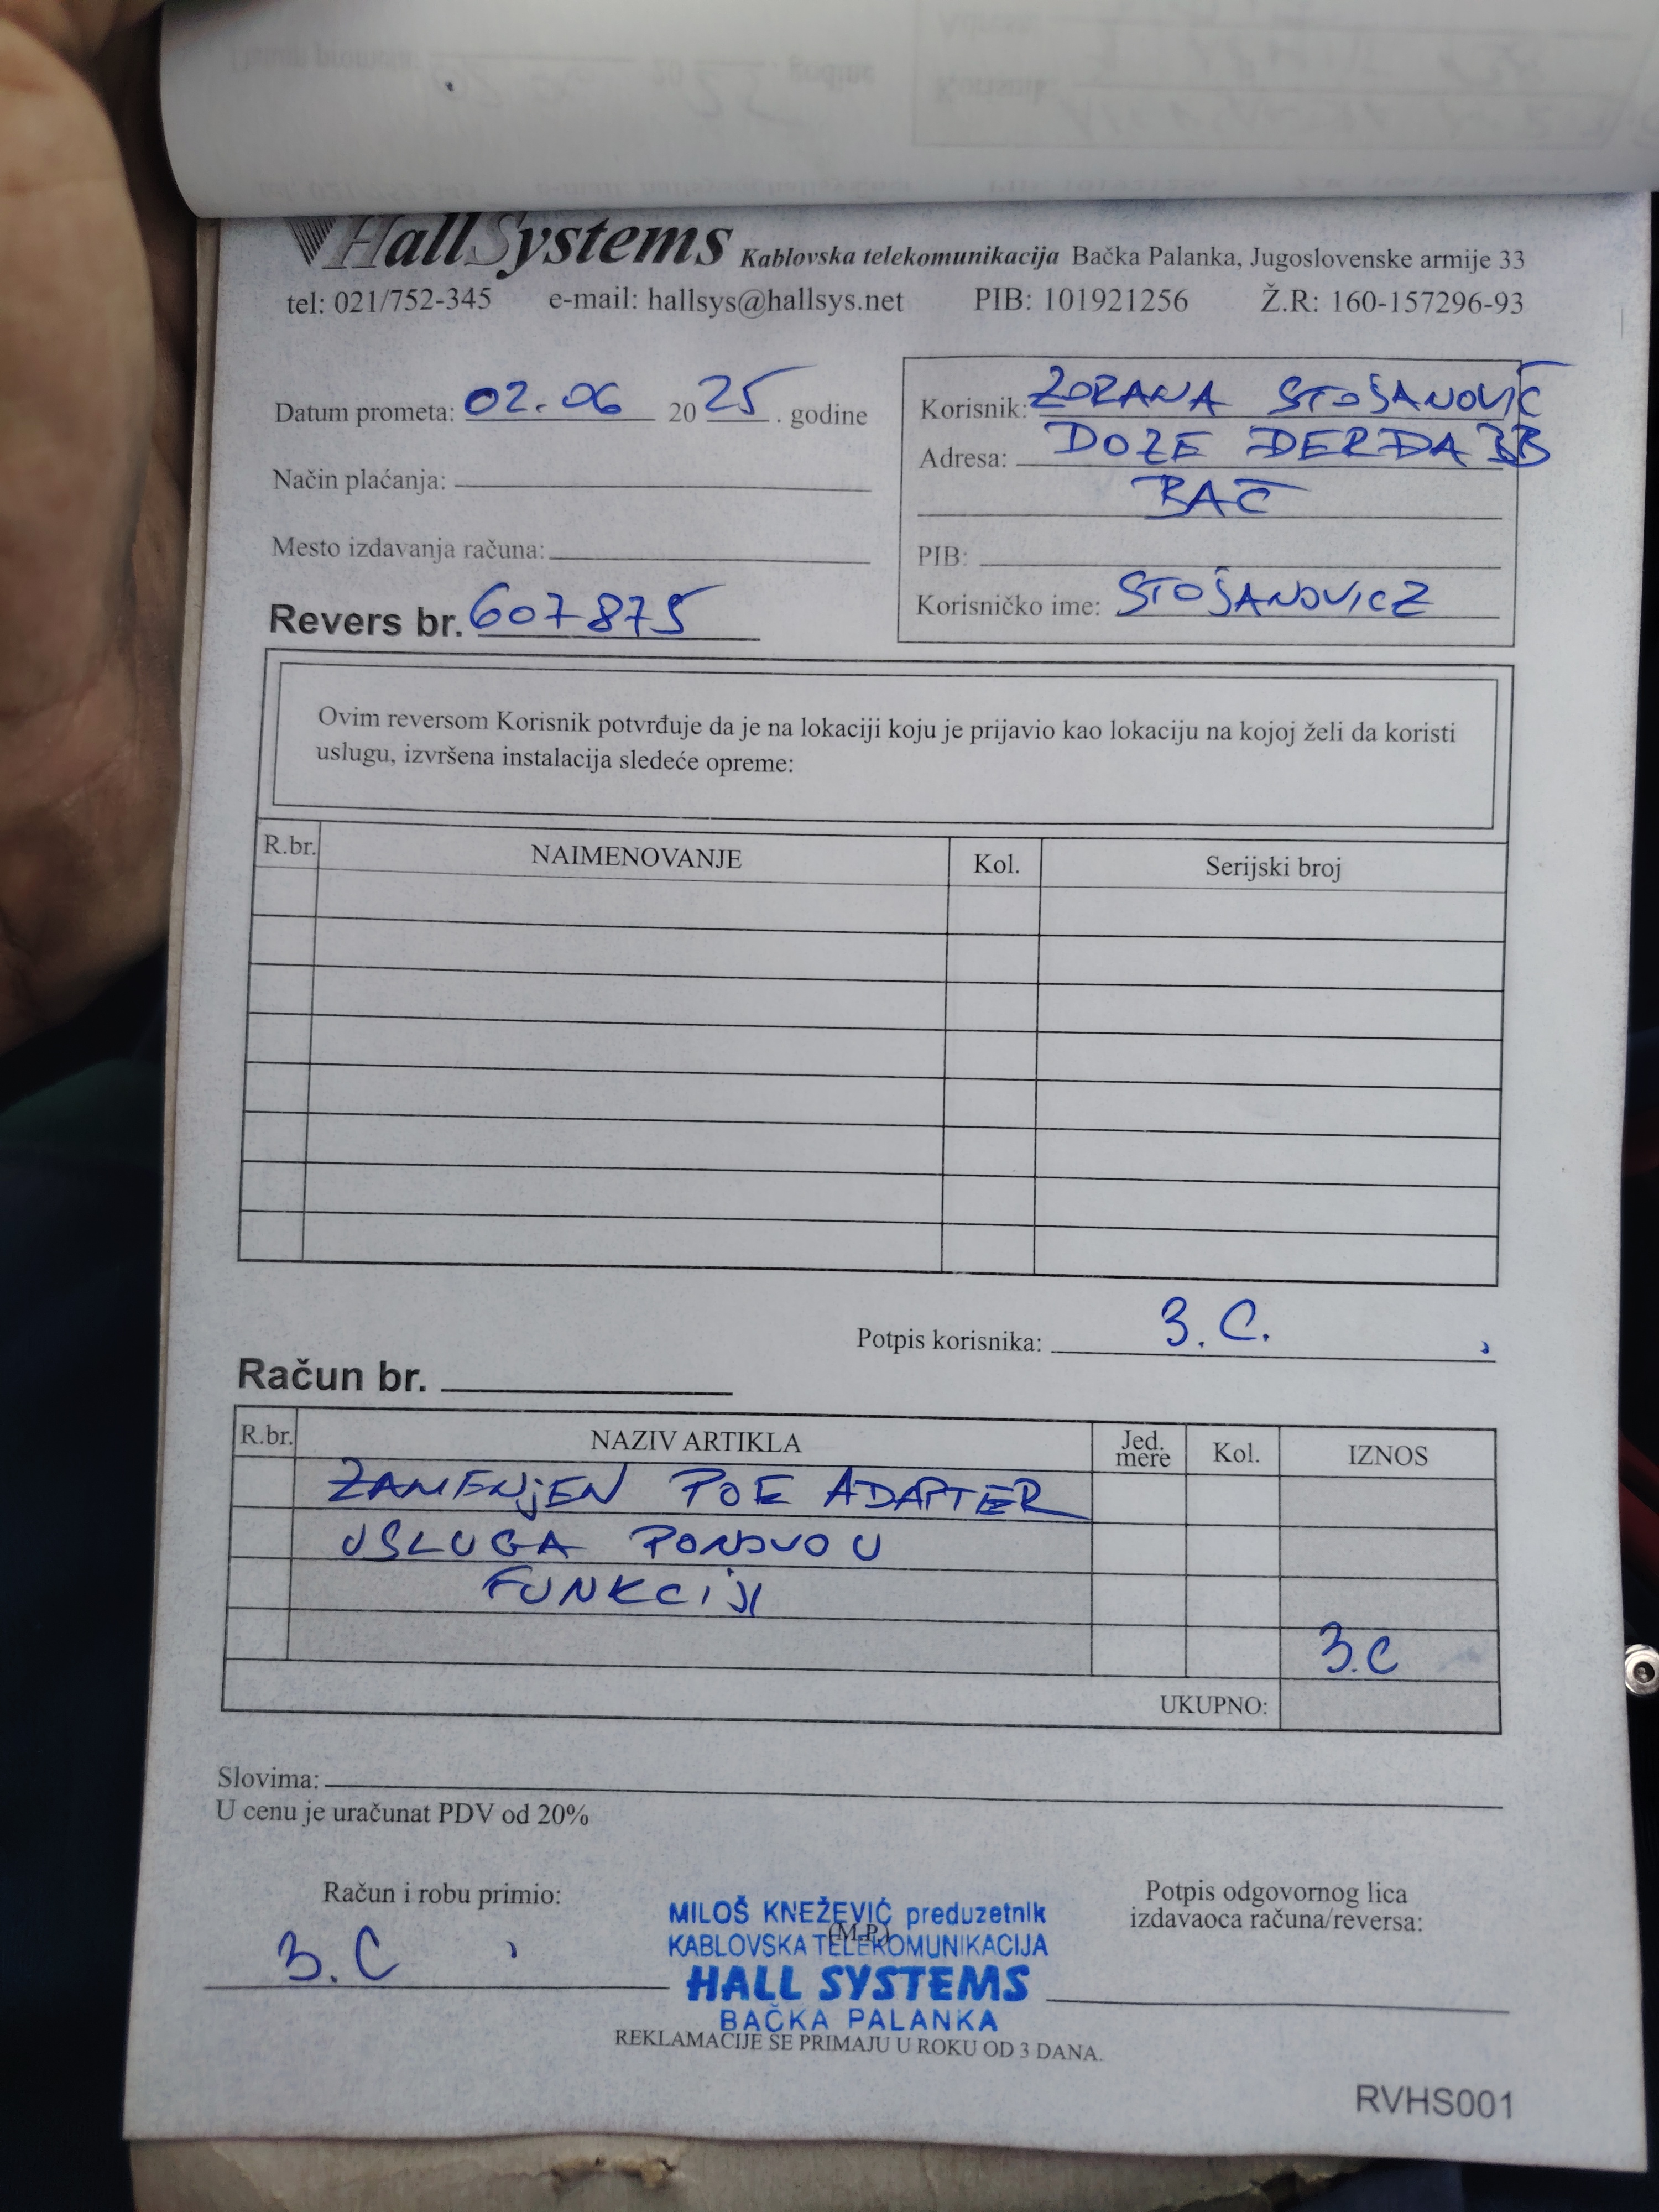 Hall Systems Kablovska telekomunikacija Bačka Palanka, Jugoslovenske armije 33
tel: 021/752-345 e-mail: hallsys@hallsys.net PIB: 101921256 Ž.R: 160-157296-93
Datum prometa: 02.06 2025. godine
Način plaćanja:
Mesto izdavanja računa:
Revers br. 607875
Korisnik: ZORANA STOJANOVIĆ
Adresa: DOZE DERDA BB
BAČ
PIB:
Korisničko ime: STOJANOVICZ
Ovim reversom Korisnik potvrđuje da je na lokaciji koju je prijavio kao lokaciju na kojoj želi da koristi
uslugu, izvršena instalacija sledeće opreme:
R.br. NAIMENOVANJE Kol. Serijski broj
Potpis korisnika: З.С.
Račun br.
R.br. NAZIV ARTIKLA Jed. mere Kol. IZNOS
ZAMENJEN POE ADAPTER
USLUGA PONOVO U
FUNKCIJI
З.С
UKUPNO:
Slovima:
U cenu je uračunat PDV od 20%
Račun i robu primio:
З.С
MILOŠ KNEŽEVIĆ preduzetnik
(M.P.)
KABLOVSKA TELEKOMUNIKACIJA
HALL SYSTEMS
BAČKA PALANKA
Potpis odgovornog lica
izdavaoca računa/reversa:
REKLAMACIJE SE PRIMAJU U ROKU OD 3 DANA.
RVHS001